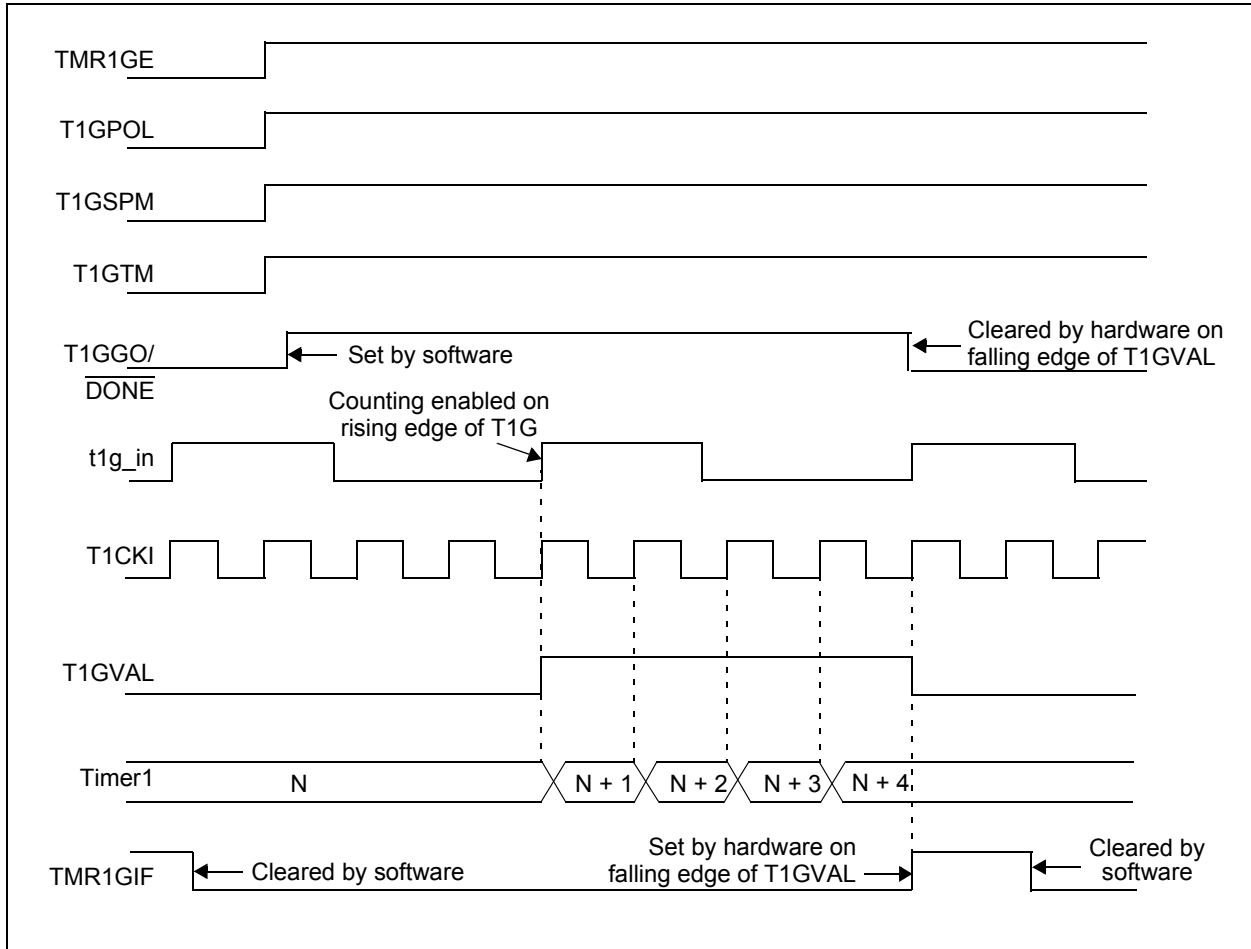 TMR1GE
T1GPOL
T1GSPM
T1GTM
T1GGO/
DONE
Set by software
Cleared by hardware on
falling edge of T1GVAL
Counting enabled on
rising edge of T1G
t1g_in
T1CKI
T1GVAL
Timer1
N
N + 1
N + 2
N + 3
N + 4
TMR1GIF
Cleared by software
Set by hardware on
falling edge of T1GVAL
Cleared by
software